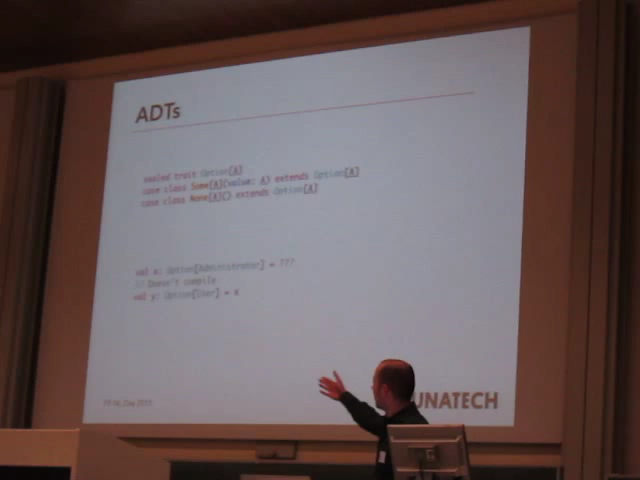 ADTs
sealed trait Option[A]
case class Some[A](value: A) extends Option[A]
case class None[A]() extends Option[A]
val x: Option[Administrator] = ???
// Doesn't compile
val y: Option[User] = x
Day
UNATECH